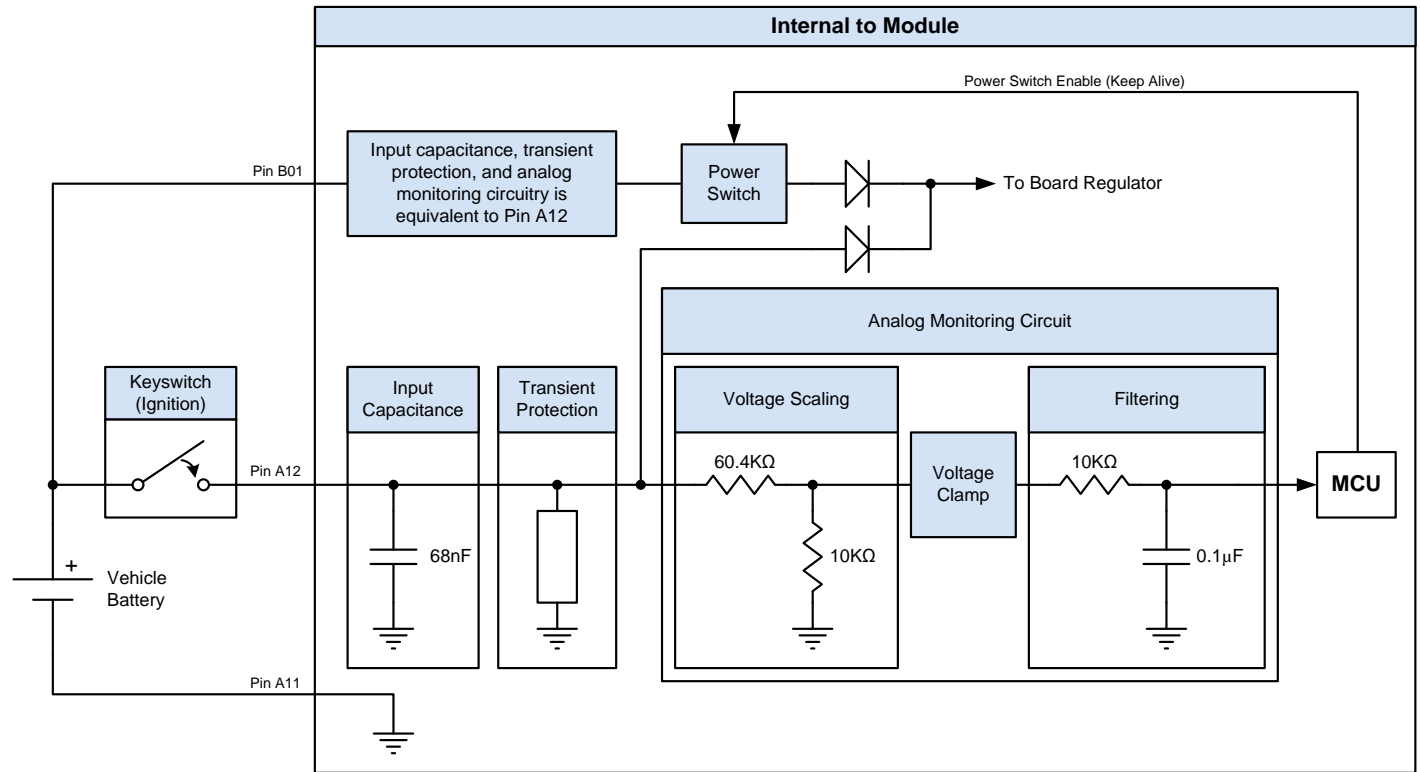 Internal to Module
Power Switch Enable (Keep Alive)
Pin B01
Input capacitance, transient
protection, and analog
monitoring circuitry is
equivalent to Pin A12
Power
Switch
To Board Regulator
Analog Monitoring Circuit
Keyswitch
(Ignition)
Input
Capacitance
Transient
Protection
Voltage Scaling
Filtering
Pin A12
60.4KΩ
Voltage
Clamp
10KΩ
MCU
68nF
10KΩ
0.1µF
+
Vehicle
Battery
Pin A11